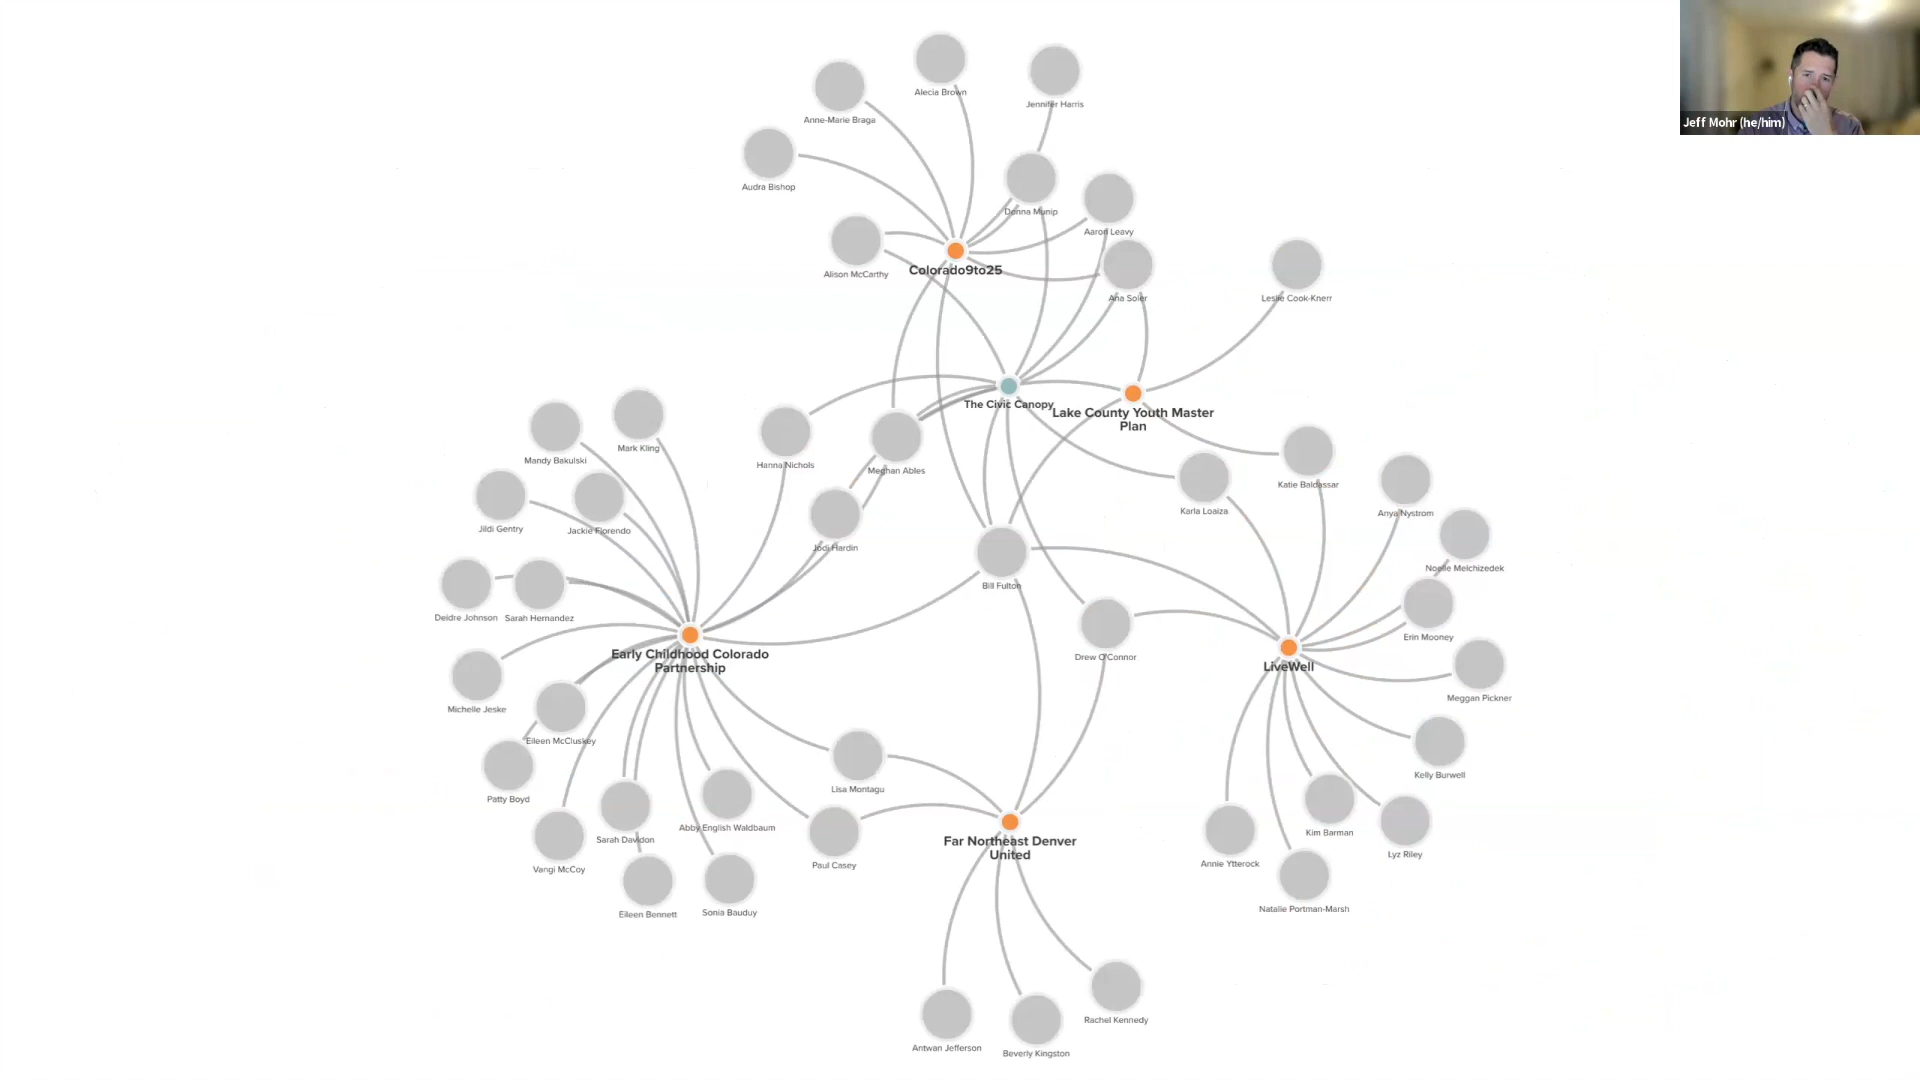 Alecia Brown
Jennifer Harris
Anne-Marie Braga
Jeff Mohr (he/him)
Audra Bishop
Donna Munip
Aaron Leavy
Alison McCarthy
Colorado9to25
Ana Soler
Leslie Cook-Knerr
The Civic Canopy
Lake County Youth Master
Plan
Mandy Bakulski
Mark Kling
Hanna Nichols
Meghan Ables
Katie Baldassar
Jildi Gentry
Jackie Florendo
Karla Loaiza
Anya Nystrom
Jodi Hardin
Noelle Melchizedek
Bill Fulton
Deidre Johnson
Sarah Hernandez
Erin Mooney
Early Childhood Colorado
Partnership
Drew O'Connor
LiveWell
Michelle Jeske
Meggan Pickner
Eileen McCluskey
Kelly Burwell
Patty Boyd
Lisa Montagu
Sarah Davidon
Abby English Waldbaum
Kim Barman
Far Northeast Denver
United
Vangi McCoy
Paul Casey
Annie Ytterock
Lyz Riley
Eileen Bennett
Sonia Bauduy
Natalie Portman-Marsh
Rachel Kennedy
Antwan Jefferson
Beverly Kingston